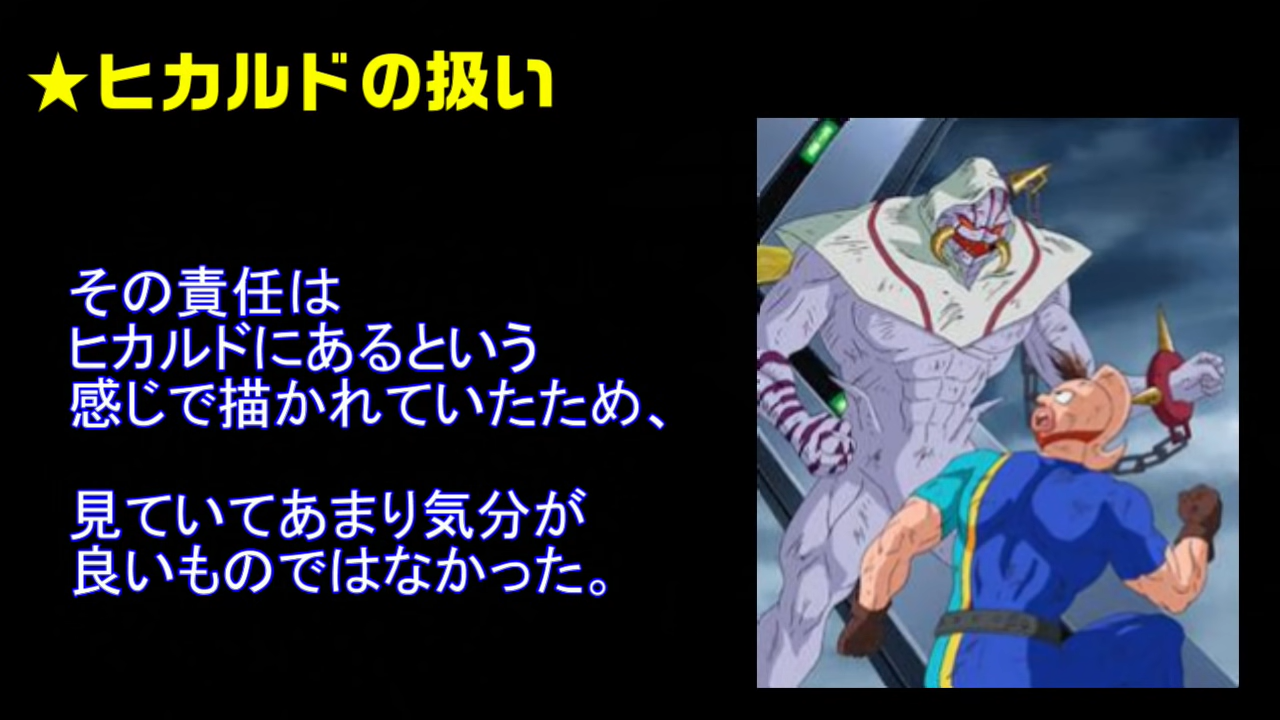 ★ヒカルドの扱い
その責任は
ヒカルドにあるという
感じで描かれていたため、
見ていてあまり気分が
良いものではなかった。